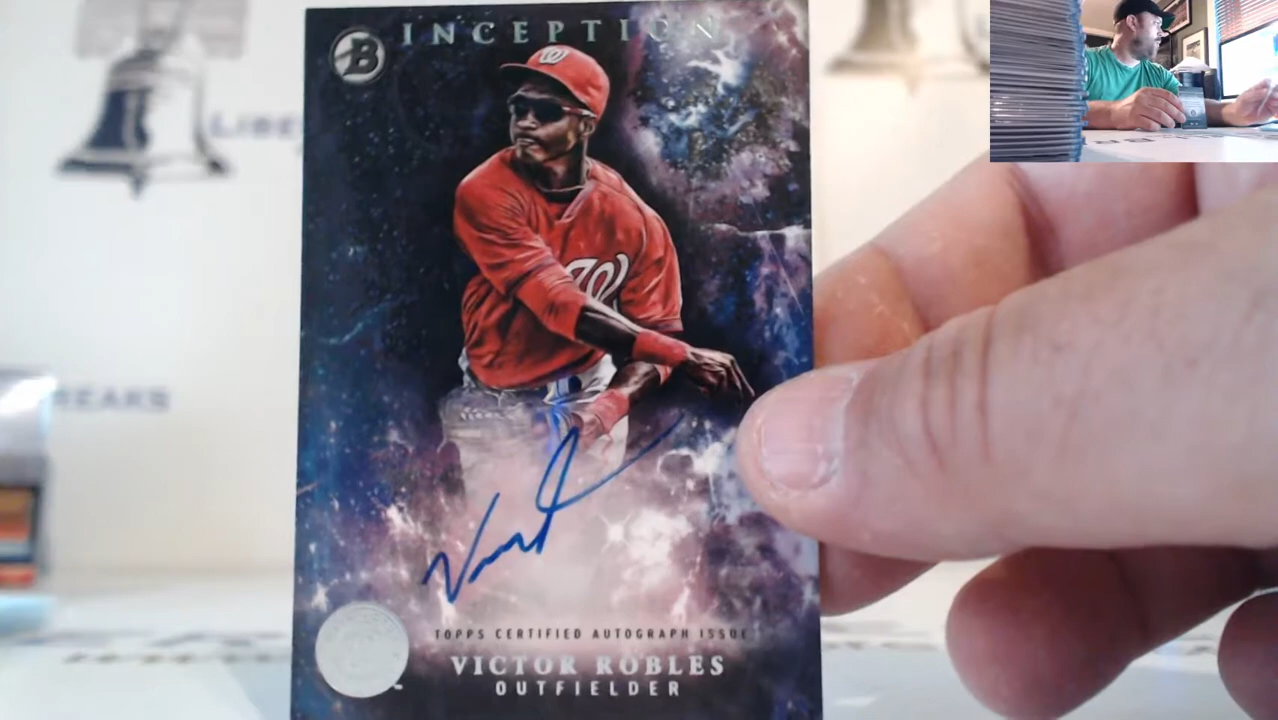 B INCEPTION
W
W
TOPPS CERTIFIED AUTOGRAPH ISSUE
VICTOR ROBLES
OUTFIELDER